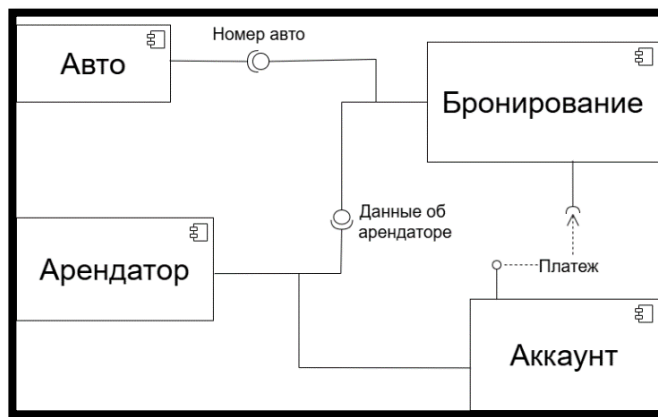 Номер авто
Авто
Бронирование
Данные об
арендаторе
Арендатор
Платеж
Аккаунт